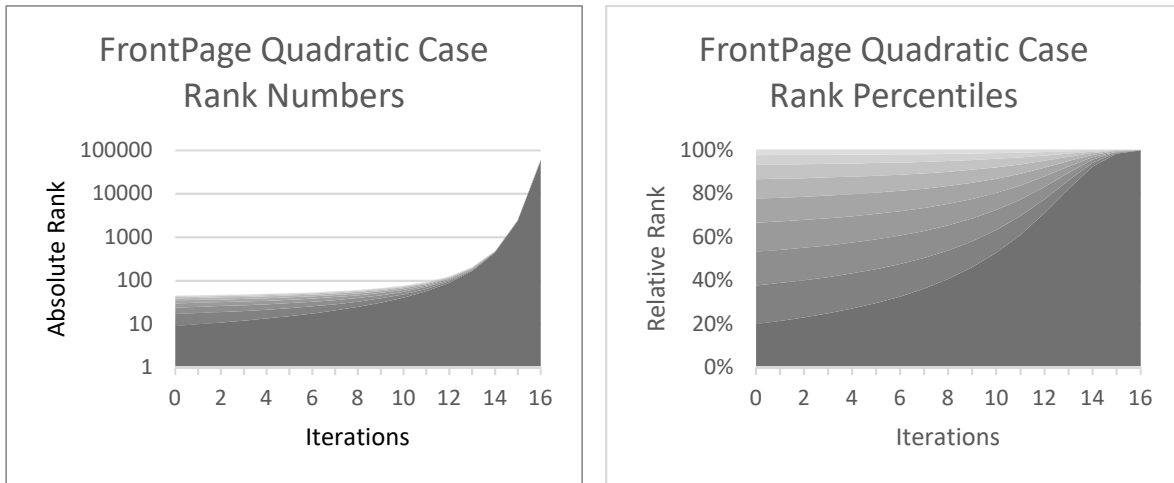 FrontPage Quadratic Case
Rank Numbers
100000
10000
1000
100
10
1
Absolute Rank
0 2 4 6 8 10 12 14 16
Iterations
FrontPage Quadratic Case
Rank Percentiles
100%
80%
60%
40%
20%
0%
Relative Rank
0 2 4 6 8 10 12 14 16
Iterations